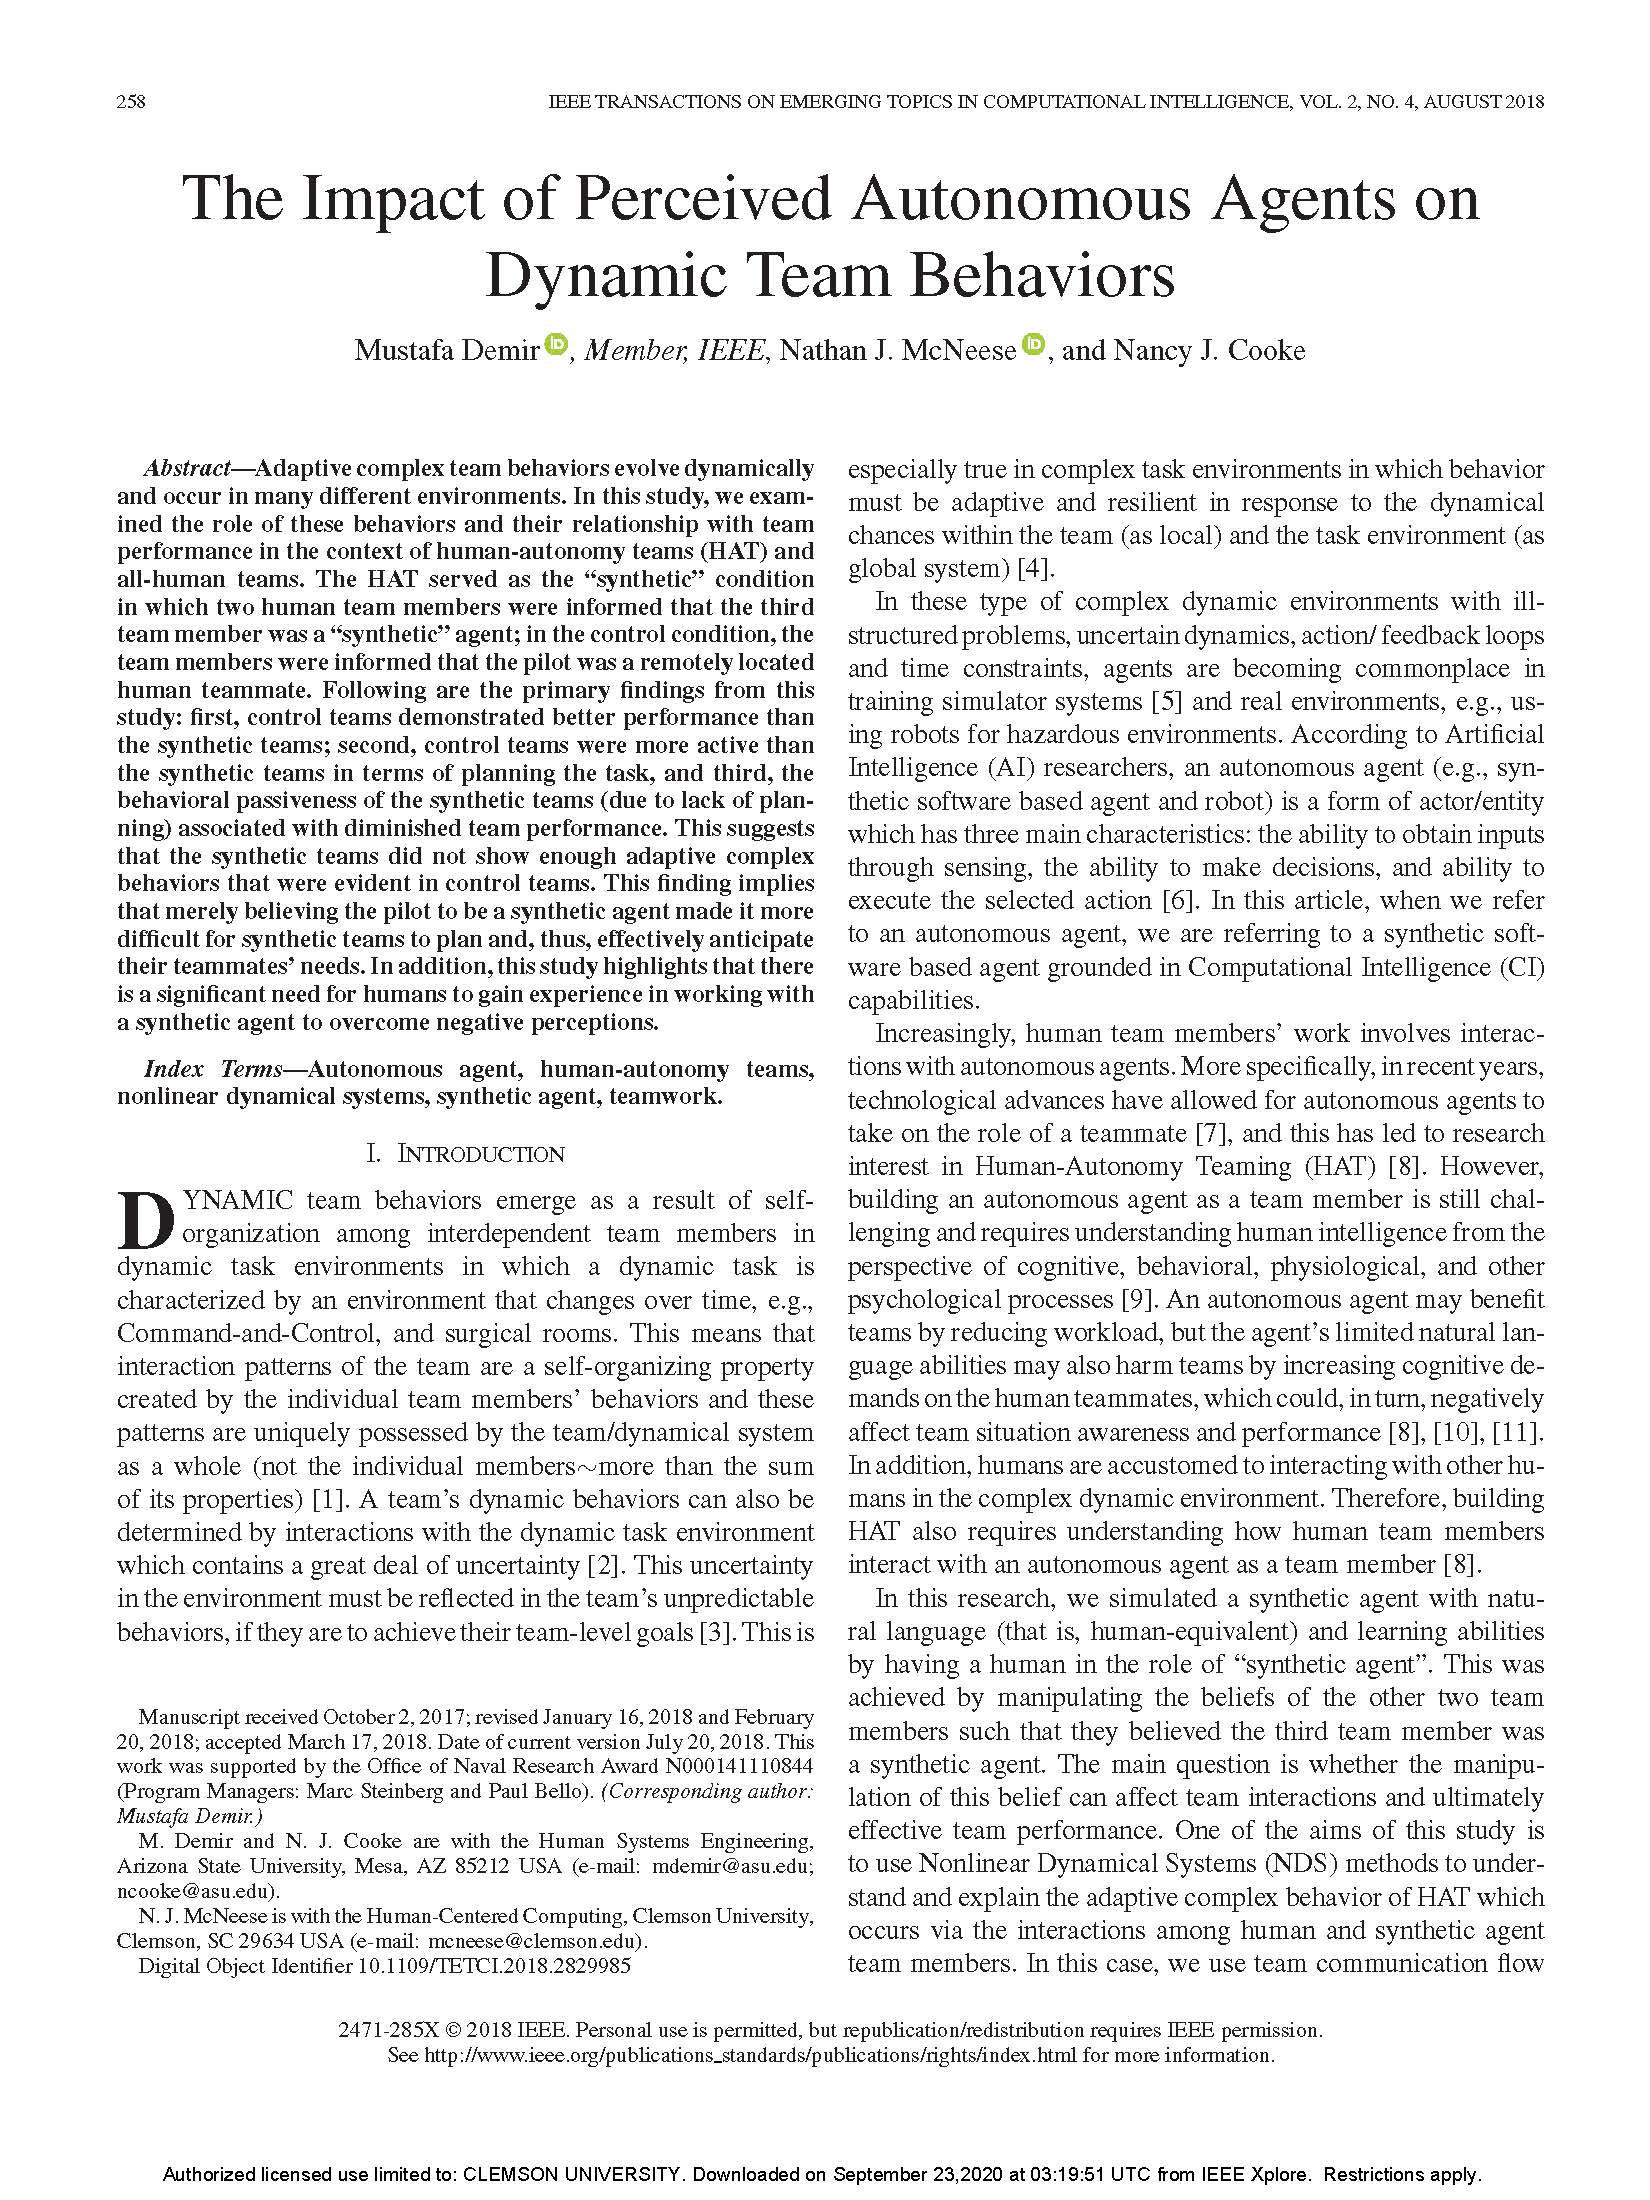 258
IEEE TRANSACTIONS ON EMERGING TOPICS IN COMPUTATIONAL INTELLIGENCE, VOL. 2, NO. 4, AUGUST 2018
The Impact of Perceived Autonomous Agents on
Dynamic Team Behaviors
Mustafa Demir iD, Member, IEEE, Nathan J. McNeese iD, and Nancy J. Cooke
Abstract—Adaptive complex team behaviors evolve dynamically
and occur in many different environments. In this study, we exam-
ined the role of these behaviors and their relationship with team
performance in the context of human-autonomy teams (HAT) and
all-human teams. The HAT served as the “synthetic” condition
in which two human team members were informed that the third
team member was a “synthetic” agent; in the control condition, the
team members were informed that the pilot was a remotely located
human teammate. Following are the primary findings from this
study: first, control teams demonstrated better performance than
the synthetic teams; second, control teams were more active than
the synthetic teams in terms of planning the task, and third, the
behavioral passiveness of the synthetic teams (due to lack of plan-
ning) associated with diminished team performance. This suggests
that the synthetic teams did not show enough adaptive complex
behaviors that were evident in control teams. This finding implies
that merely believing the pilot to be a synthetic agent made it more
difficult for synthetic teams to plan and, thus, effectively anticipate
their teammates’ needs. In addition, this study highlights that there
is a significant need for humans to gain experience in working with
a synthetic agent to overcome negative perceptions.
Index Terms—Autonomous agent, human-autonomy teams,
nonlinear dynamical systems, synthetic agent, teamwork.
I. INTRODUCTION
DYNAMIC team behaviors emerge as a result of self-
organization among interdependent team members in
dynamic task environments in which a dynamic task is
characterized by an environment that changes over time, e.g.,
Command-and-Control, and surgical rooms. This means that
interaction patterns of the team are a self-organizing property
created by the individual team members’ behaviors and these
patterns are uniquely possessed by the team/dynamical system
as a whole (not the individual members∼more than the sum
of its properties) [1]. A team’s dynamic behaviors can also be
determined by interactions with the dynamic task environment
which contains a great deal of uncertainty [2]. This uncertainty
in the environment must be reflected in the team’s unpredictable
behaviors, if they are to achieve their team-level goals [3]. This is
Manuscript received October 2, 2017; revised January 16, 2018 and February
20, 2018; accepted March 17, 2018. Date of current version July 20, 2018. This
work was supported by the Office of Naval Research Award N000141110844
(Program Managers: Marc Steinberg and Paul Bello). (Corresponding author:
Mustafa Demir.)
M. Demir and N. J. Cooke are with the Human Systems Engineering,
Arizona State University, Mesa, AZ 85212 USA (e-mail: mdemir@asu.edu;
ncooke@asu.edu).
N. J. McNeese is with the Human-Centered Computing, Clemson University,
Clemson, SC 29634 USA (e-mail: mcneese@clemson.edu).
Digital Object Identifier 10.1109/TETCI.2018.2829985
especially true in complex task environments in which behavior
must be adaptive and resilient in response to the dynamical
chances within the team (as local) and the task environment (as
global system) [4].
In these type of complex dynamic environments with ill-
structured problems, uncertain dynamics, action/ feedback loops
and time constraints, agents are becoming commonplace in
training simulator systems [5] and real environments, e.g., us-
ing robots for hazardous environments. According to Artificial
Intelligence (AI) researchers, an autonomous agent (e.g., syn-
thetic software based agent and robot) is a form of actor/entity
which has three main characteristics: the ability to obtain inputs
through sensing, the ability to make decisions, and ability to
execute the selected action [6]. In this article, when we refer
to an autonomous agent, we are referring to a synthetic soft-
ware based agent grounded in Computational Intelligence (CI)
capabilities.
Increasingly, human team members’ work involves interac-
tions with autonomous agents. More specifically, in recent years,
technological advances have allowed for autonomous agents to
take on the role of a teammate [7], and this has led to research
interest in Human-Autonomy Teaming (HAT) [8]. However,
building an autonomous agent as a team member is still chal-
lenging and requires understanding human intelligence from the
perspective of cognitive, behavioral, physiological, and other
psychological processes [9]. An autonomous agent may benefit
teams by reducing workload, but the agent’s limited natural lan-
guage abilities may also harm teams by increasing cognitive de-
mands on the human teammates, which could, in turn, negatively
affect team situation awareness and performance [8], [10], [11].
In addition, humans are accustomed to interacting with other hu-
mans in the complex dynamic environment. Therefore, building
HAT also requires understanding how human team members
interact with an autonomous agent as a team member [8].
In this research, we simulated a synthetic agent with natu-
ral language (that is, human-equivalent) and learning abilities
by having a human in the role of “synthetic agent”. This was
achieved by manipulating the beliefs of the other two team
members such that they believed the third team member was
a synthetic agent. The main question is whether the manipu-
lation of this belief can affect team interactions and ultimately
effective team performance. One of the aims of this study is
to use Nonlinear Dynamical Systems (NDS) methods to under-
stand and explain the adaptive complex behavior of HAT which
occurs via the interactions among human and synthetic agent
team members. In this case, we use team communication flow
2471-285X © 2018 IEEE. Personal use is permitted, but republication/redistribution requires IEEE permission.
See http://www.ieee.org/publications_standards/publications/rights/index.html for more information.
Authorized licensed use limited to: CLEMSON UNIVERSITY. Downloaded on September 23,2020 at 03:19:51 UTC from IEEE Xplore. Restrictions apply.